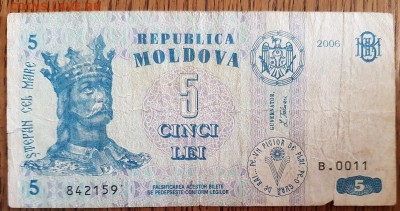 5
REPUBLICA
MOLDOVA
2006
ȘTEFAN CEL MARE
5
CINCI
LEI
GUVERNATOR,
5
842159
FALSIFICAREA ACESTOR BILETE
SE PEDEPSEȘTE CONFORM LEGILOR
B.0011
5